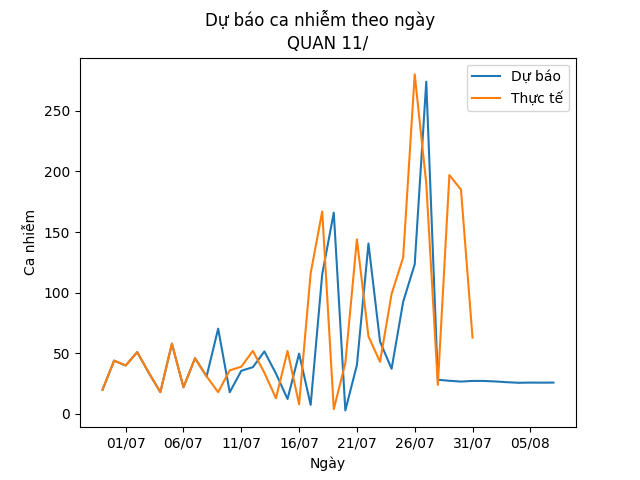 Dự báo ca nhiễm theo ngày
QUAN 11/
Dự báo
Thực tế
Ca nhiễm
250
200
150
100
50
0
01/07 06/07 11/07 16/07 21/07 26/07 31/07 05/08
Ngày